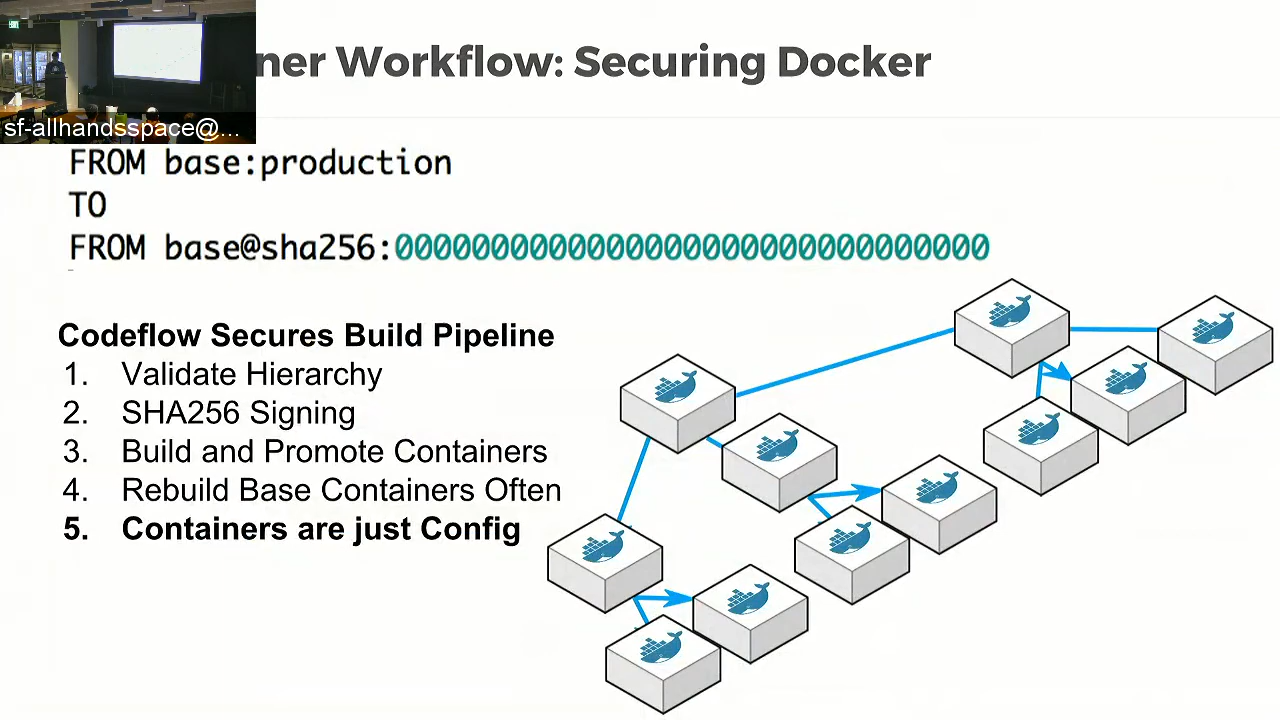 ner Workflow: Securing Docker
sf-allhandsspace@_...
FROM base:production
TO
FROM base@sha256:0000000000000000000000000000000
Codeflow Secures Build Pipeline
1. Validate Hierarchy
2. SHA256 Signing
3. Build and Promote Containers
4. Rebuild Base Containers Often
5. Containers are just Config